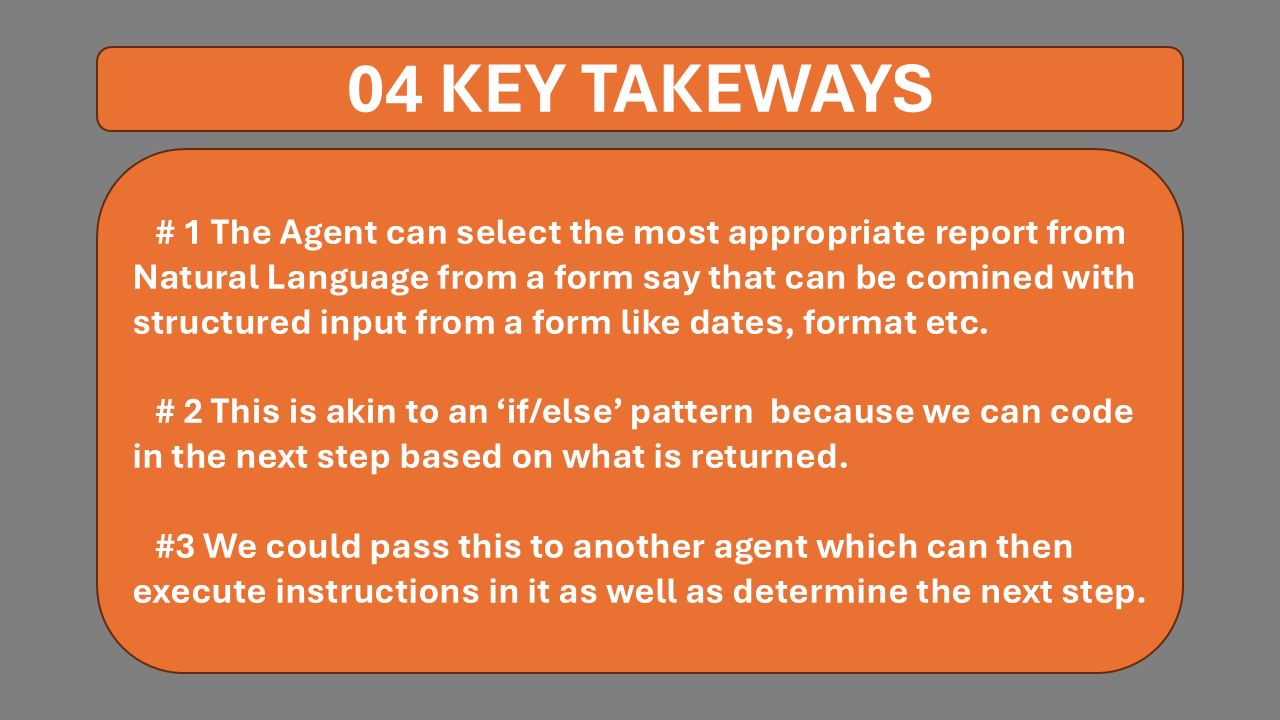 04 KEY TAKEWAYS
# 1 The Agent can select the most appropriate report from
Natural Language from a form say that can be comined with
structured input from a form like dates, format etc.
# 2 This is akin to an ‘if/else’ pattern  because we can code
in the next step based on what is returned.
#3 We could pass this to another agent which can then
execute instructions in it as well as determine the next step.